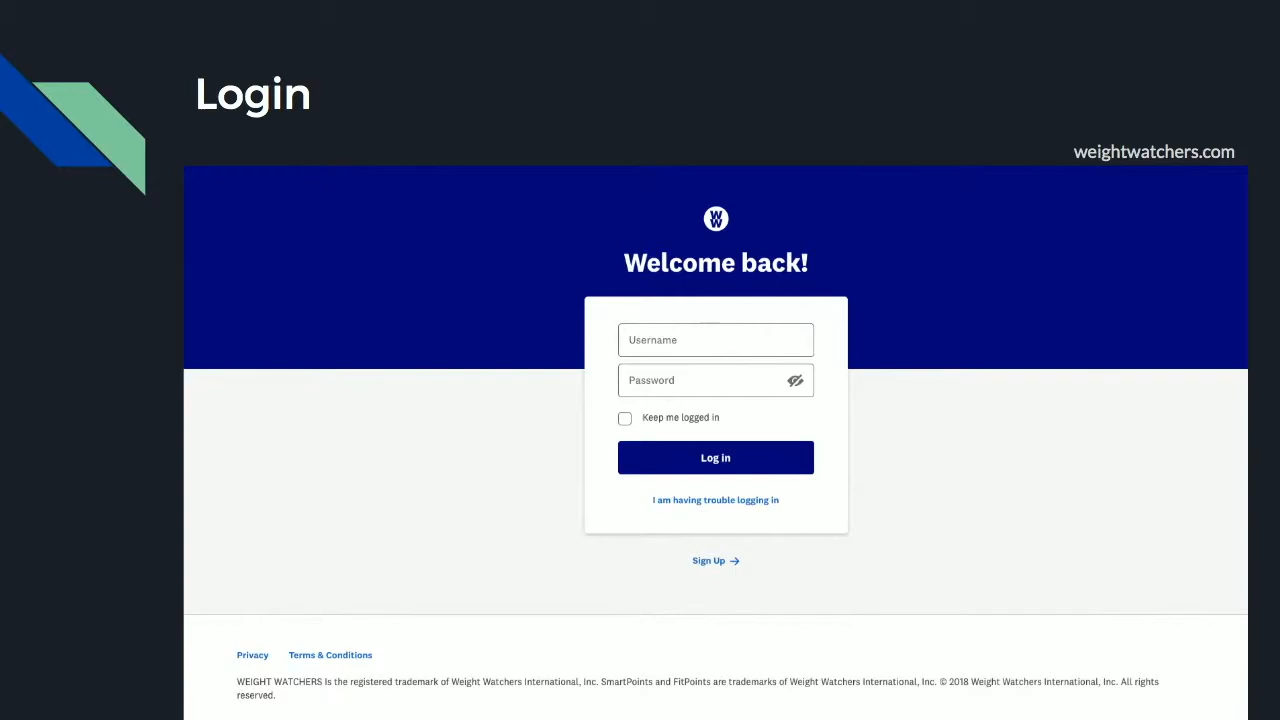 Login
weightwatchers.com
W
W
Welcome back!
Username
Password
Keep me logged in
Log in
I am having trouble logging in
Sign Up
Privacy Terms & Conditions
WEIGHT WATCHERS Is the registered trademark of Weight Watchers International, Inc. SmartPoints and FitPoints are trademarks of Weight Watchers International, Inc. © 2018 Weight Watchers International, Inc. All rights
reserved.